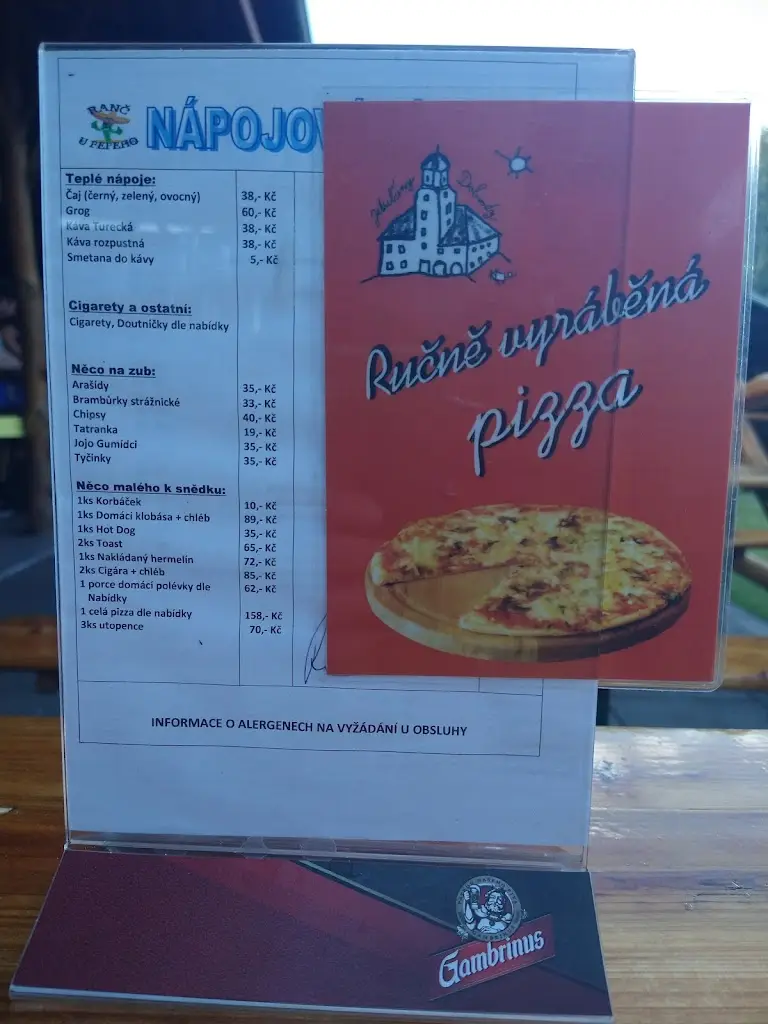 RANČ
U PEPEHO
NÁPOJOV
Teplé nápoje:
Čaj (černý, zelený, ovocný) 38,- Kč
Grog 60,- Kč
Káva Turecká 38,- Kč
Káva rozpustná 38,- Kč
Smetana do kávy 5,- Kč
Cigarety a ostatní:
Cigarety, Doutničky dle nabídky
Něco na zub:
Arašídy 35,- Kč
Brambůrky strážnické 33,- Kč
Chipsy 40,- Kč
Tatranka 19,- Kč
Jojo Gumídci 35,- Kč
Tyčinky 35,- Kč
Něco malého k snědku:
1ks Korbáček 10,- Kč
1ks Domácí klobása + chléb 89,- Kč
1ks Hot Dog 35,- Kč
2ks Toast 65,- Kč
1ks Nakládaný hermelín 72,- Kč
2ks Cigára + chléb 85,- Kč
1 porce domácí polévky dle 62,- Kč
Nabídky
1 celá pizza dle nabídky 158,- Kč
3ks utopence 70,- Kč
INFORMACE O ALERGENECH NA VYŽÁDÁNÍ U OBSLUHY
Ručně vyráběná
pizza
Gambrinus